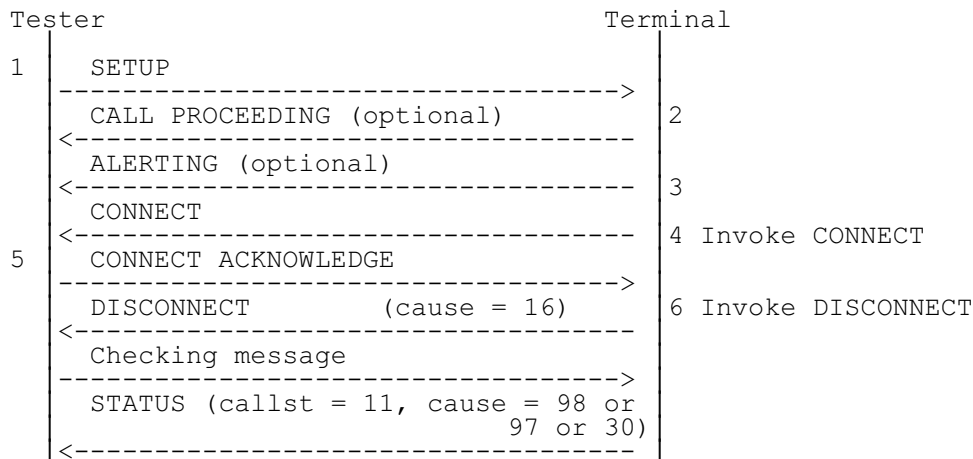 Tester Terminal
1 SETUP
CALL PROCEEDING (optional) 2
ALERTING (optional)
3
CONNECT
4 Invoke CONNECT
5 CONNECT ACKNOWLEDGE
DISCONNECT (cause = 16) 6 Invoke DISCONNECT
Checking message
STATUS (callst = 11, cause = 98 or
97 or 30)